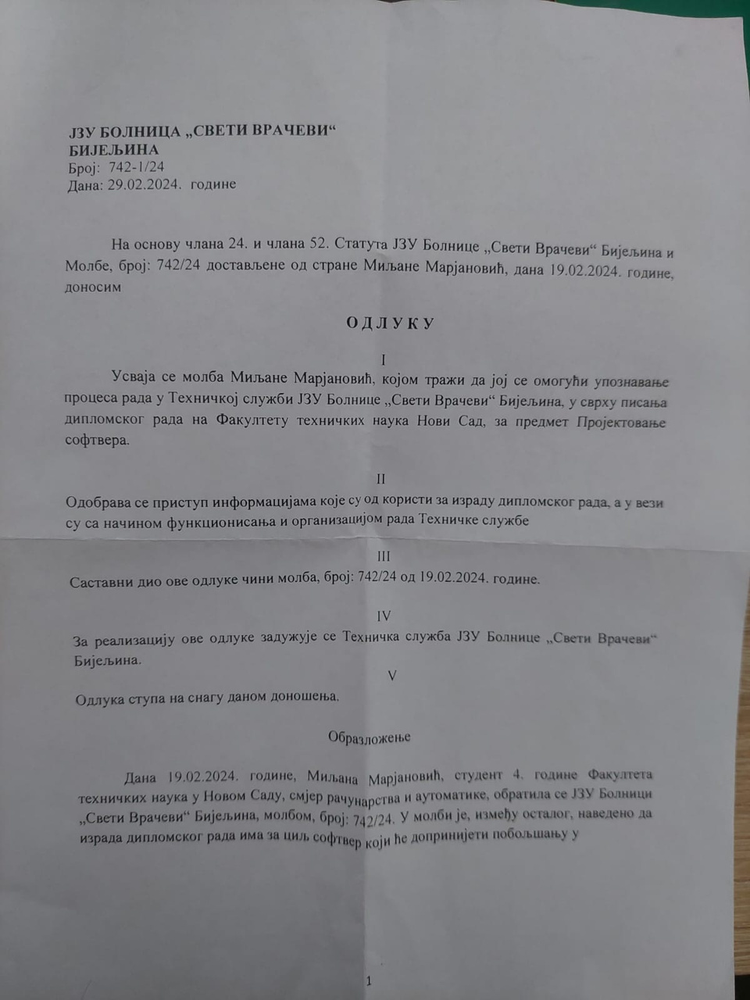 ЈЗУ БОЛНИЦА „СВЕТИ ВРАЧЕВИ“
БИЈЕЉИНА
Број: 742-1/24
Дана: 29.02.2024. године
На основу члана 24. и члана 52. Статута ЈЗУ Болнице „Свети Врачеви“ Бијељина и
Молбе, број: 742/24 достављене од стране Миљане Марјановић, дана 19.02.2024. године,
доносим
О Д Л У К У
I
Усваја се молба Миљане Марјановић, којом тражи да јој се омогући упознавање
процеса рада у Техничкој служби ЈЗУ Болнице „Свети Врачеви“ Бијељина, у сврху писања
дипломског рада на Факултету техничких наука Нови Сад, за предмет Пројектовање
софтвера.
II
Одобрава се приступ информацијама које су од користи за израду дипломског рада, а у вези
су са начином функционисања и организацијом рада Техничке службе
III
Саставни дио ове одлуке чини молба, број: 742/24 од 19.02.2024. године.
IV
За реализацију ове одлуке задужује се Техничка служба ЈЗУ Болнице „Свети Врачеви“
Бијељина.
V
Одлука ступа на снагу даном доношења.
Образложење
Дана 19.02.2024. године, Миљана Марјановић, студент 4. године Факултета
техничких наука у Новом Саду, смјер рачунарства и аутоматике, обратила се ЈЗУ Болници
„Свети Врачеви“ Бијељина, молбом, број: 742/24. У молби је, између осталог, наведено да
израда дипломског рада има за циљ софтвер који ће допринијети побољшању у
1